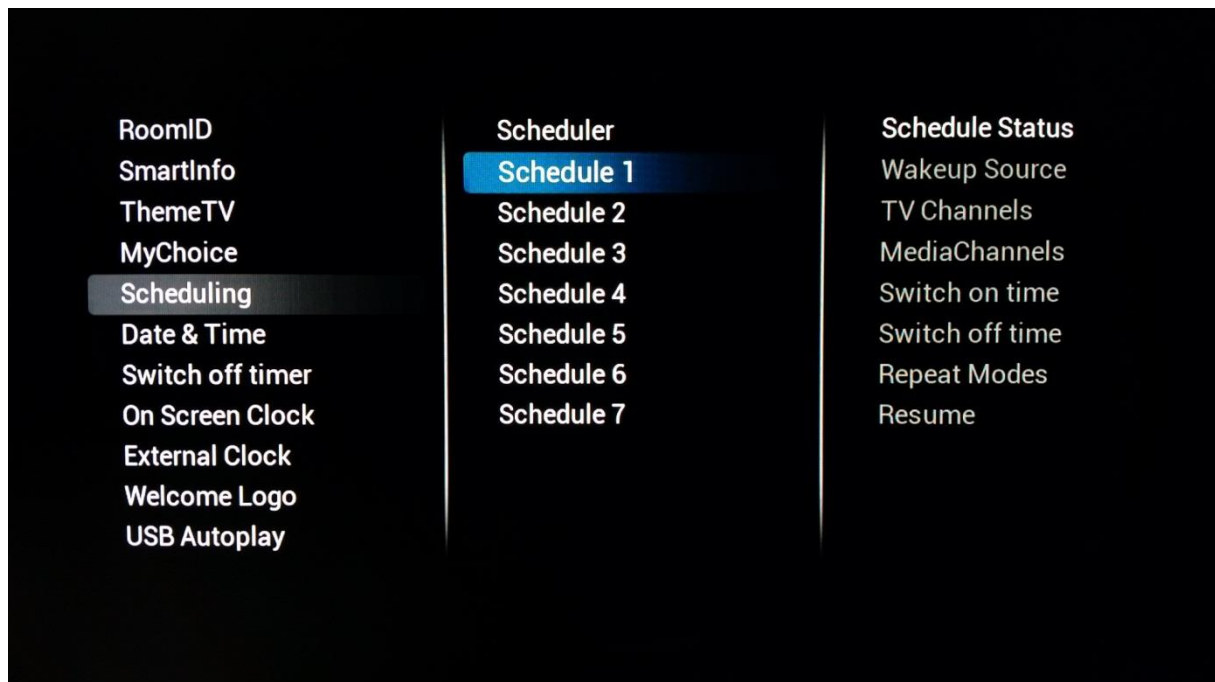 RoomID
SmartInfo
ThemeTV
MyChoice
Scheduling
Date & Time
Switch off timer
On Screen Clock
External Clock
Welcome Logo
USB Autoplay
Scheduler
Schedule 1
Schedule 2
Schedule 3
Schedule 4
Schedule 5
Schedule 6
Schedule 7
Schedule Status
Wakeup Source
TV Channels
MediaChannels
Switch on time
Switch off time
Repeat Modes
Resume